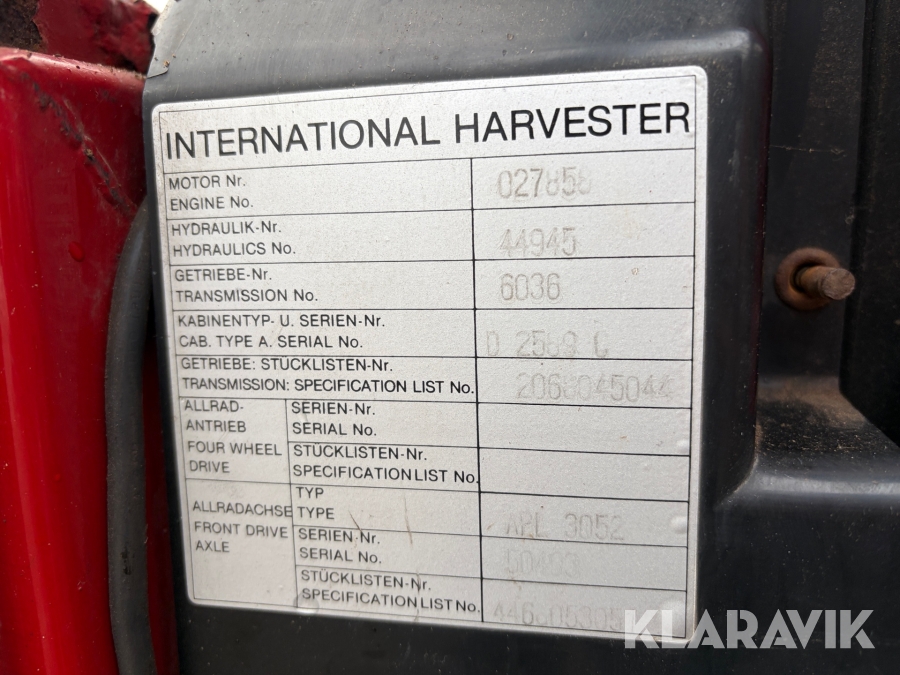 INTERNATIONAL HARVESTER
MOTOR Nr.
ENGINE No.
027858
HYDRAULIK-Nr.
HYDRAULICS No.
44945
GETRIEBE-Nr.
TRANSMISSION No.
6036
KABINENTYP- U. SERIEN-Nr.
CAB. TYPE A. SERIAL No.
D 2589 C
GETRIEBE: STÜCKLISTEN-Nr.
TRANSMISSION: SPECIFICATION LIST No.
2068045044
ALLRAD-
ANTRIEB
FOUR WHEEL
DRIVE
SERIEN-Nr.
SERIAL No.
STÜCKLISTEN-Nr.
SPECIFICATION LIST No.
ALLRADACHSE
FRONT DRIVE
AXLE
TYP
TYPE
APL 3052
SERIEN-Nr.
SERIAL No.
STÜCKLISTEN-Nr.
SPECIFICATION LIST No.
KLARAVIK